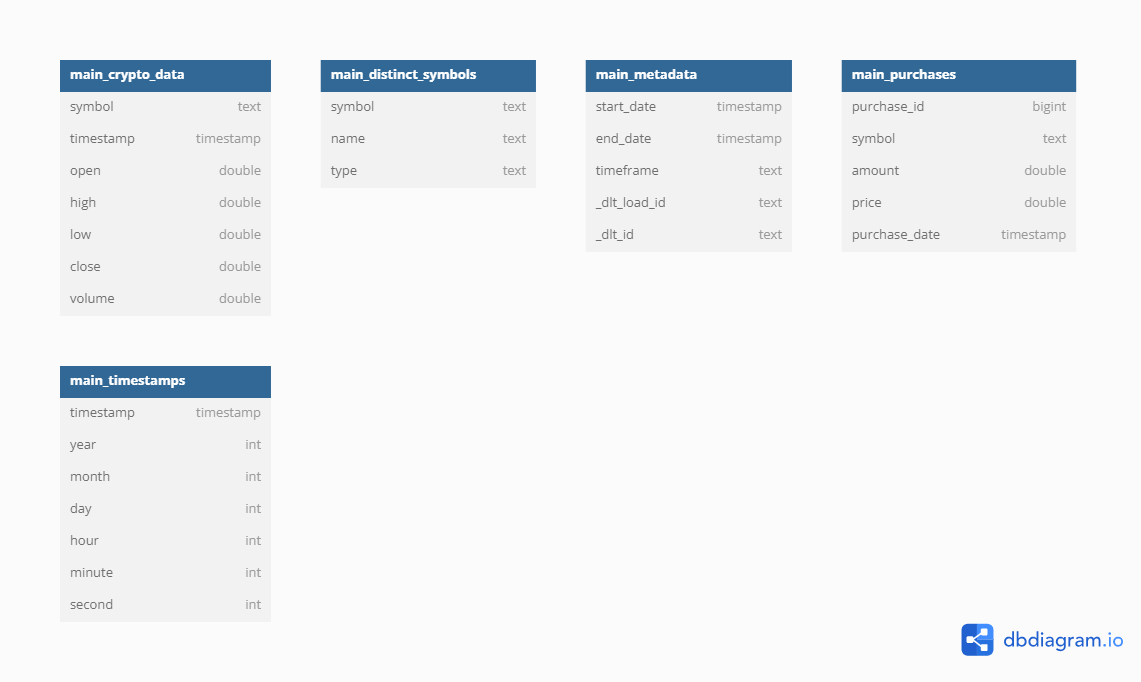 main_crypto_data
symbol text
timestamp timestamp
open double
high double
low double
close double
volume double
main_distinct_symbols
symbol text
name text
type text
main_metadata
start_date timestamp
end_date timestamp
timeframe text
_dlt_load_id text
_dlt_id text
main_purchases
purchase_id bigint
symbol text
amount double
price double
purchase_date timestamp
main_timestamps
timestamp timestamp
year int
month int
day int
hour int
minute int
second int
dbdiagram.io